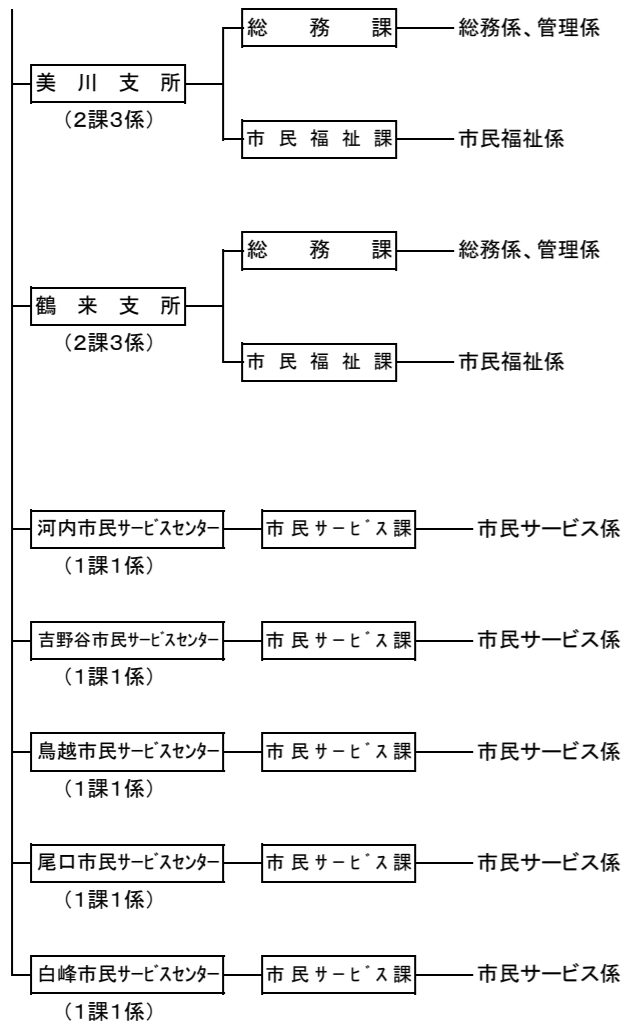 総務課 総務係、管理係
美川支所
（2課3係）
市民福祉課 市民福祉係
総務課 総務係、管理係
鶴来支所
（2課3係）
市民福祉課 市民福祉係
河内市民ｻｰﾋﾞｽｾﾝﾀｰ 市民ｻｰﾋﾞｽ課 市民サービス係
（1課1係）
吉野谷市民ｻｰﾋﾞｽｾﾝﾀｰ 市民ｻｰﾋﾞｽ課 市民サービス係
（1課1係）
鳥越市民ｻｰﾋﾞｽｾﾝﾀｰ 市民ｻｰﾋﾞｽ課 市民サービス係
（1課1係）
尾口市民ｻｰﾋﾞｽｾﾝﾀｰ 市民ｻｰﾋﾞｽ課 市民サービス係
（1課1係）
白峰市民ｻｰﾋﾞｽｾﾝﾀｰ 市民ｻｰﾋﾞｽ課 市民サービス係
（1課1係）